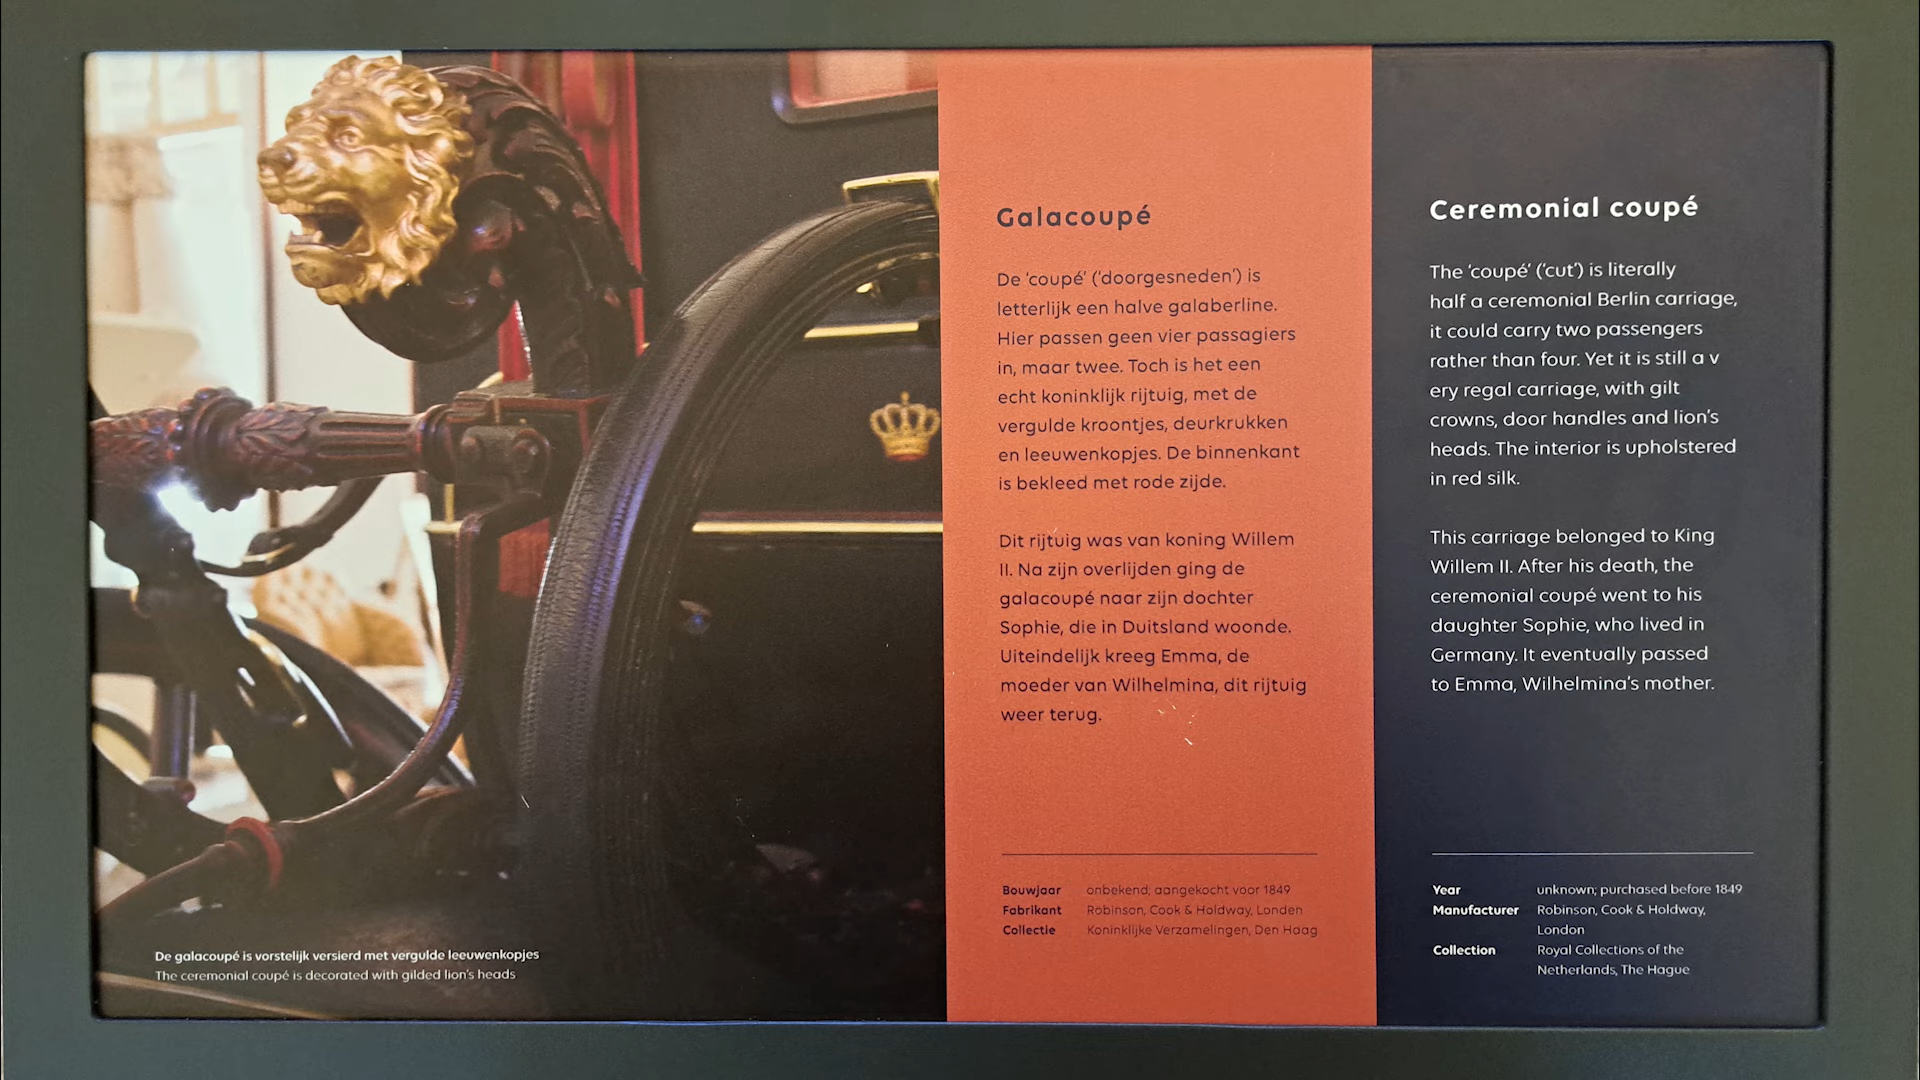 Galacoupé
De 'coupé' ('doorgesneden') is
letterlijk een halve galaberline.
Hier passen geen vier passagiers
in, maar twee. Toch is het een
echt koninklijk rijtuig, met de
vergulde kroontjes, deurkrukken
en leeuwenkopjes. De binnenkant
is bekleed met rode zijde.
Dit rijtuig was van koning Willem
II. Na zijn overlijden ging de
galacoupé naar zijn dochter
Sophie, die in Duitsland woonde.
Uiteindelijk kreeg Emma, de
moeder van Wilhelmina, dit rijtuig
weer terug.
Bouwjaar onbekend; aangekocht voor 1849
Fabrikant Robinson, Cook & Holdway, Londen
Collectie Koninklijke Verzamelingen, Den Haag
Ceremonial coupé
The 'coupé' ('cut') is literally
half a ceremonial Berlin carriage,
it could carry two passengers
rather than four. Yet it is still a v
ery regal carriage, with gilt
crowns, door handles and lion's
heads. The interior is upholstered
in red silk.
This carriage belonged to King
Willem II. After his death, the
ceremonial coupé went to his
daughter Sophie, who lived in
Germany. It eventually passed
to Emma, Wilhelmina's mother.
Year unknown; purchased before 1849
Manufacturer Robinson, Cook & Holdway,
London
Collection Royal Collections of the
Netherlands, The Hague
De galacoupé is vorstelijk versierd met vergulde leeuwenkopjes
The ceremonial coupé is decorated with gilded lion's heads